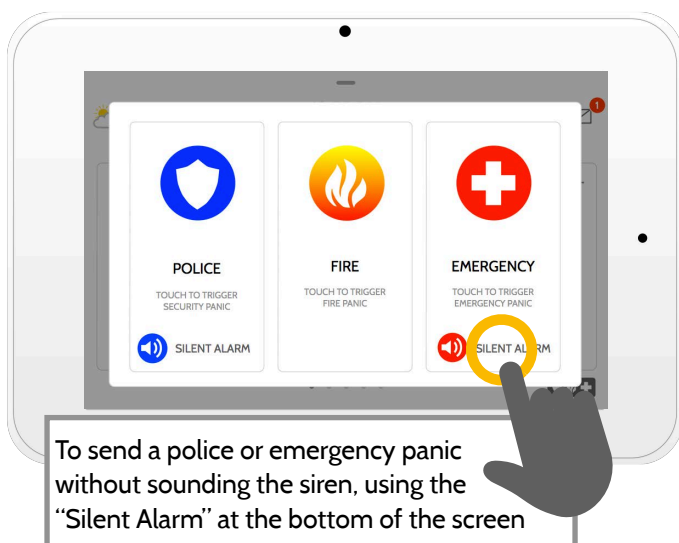 1
POLICE
TOUCH TO TRIGGER
SECURITY PANIC
SILENT ALARM
FIRE
TOUCH TO TRIGGER
FIRE PANIC
EMERGENCY
TOUCH TO TRIGGER
EMERGENCY PANIC
SILENT ALARM
To send a police or emergency panic
without sounding the siren, using the
“Silent Alarm” at the bottom of the screen